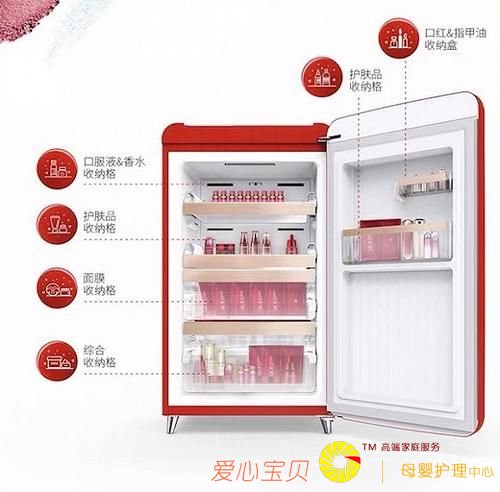 口红&指甲油
收纳盒
护肤品
收纳格
口服液&香水
收纳格
护肤品
收纳格
面膜
收纳格
综合
收纳格
爱心宝贝
TM 高端家庭服务
母婴护理中心